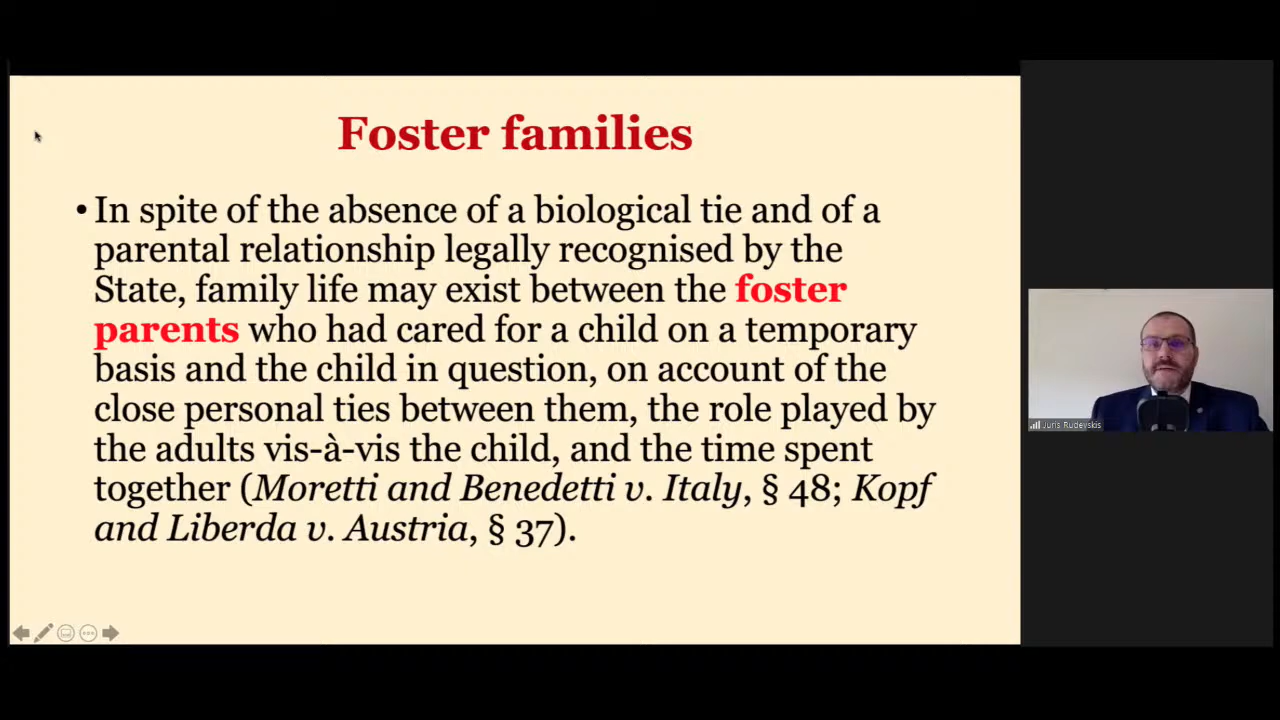 Foster families
• In spite of the absence of a biological tie and of a
parental relationship legally recognised by the
State, family life may exist between the foster
parents who had cared for a child on a temporary
basis and the child in question, on account of the
close personal ties between them, the role played by
the adults vis-à-vis the child, and the time spent
together (Moretti and Benedetti v. Italy, § 48; Kopf
and Liberda v. Austria, § 37).
Juris Rudevskis